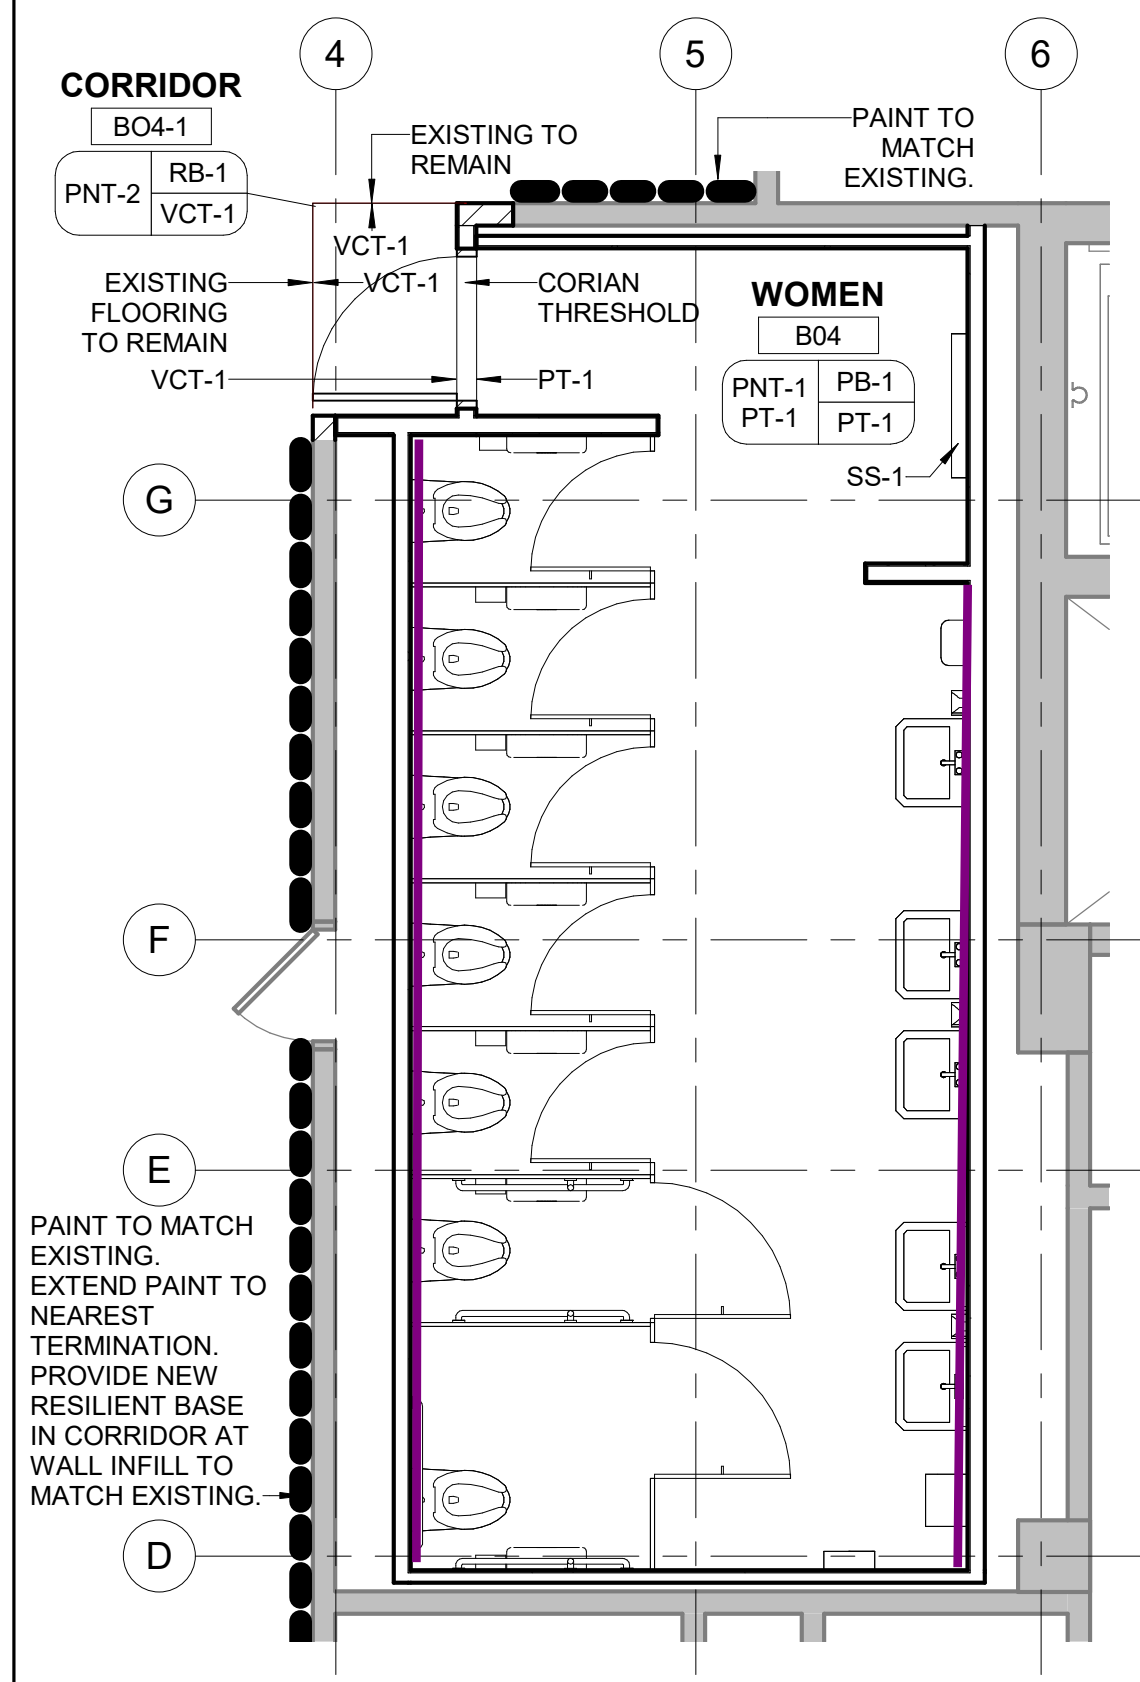 4
5
6
CORRIDOR
BO4-1
PNT-2
RB-1
VCT-1
EXISTING TO
REMAIN
PAINT TO
MATCH
EXISTING.
VCT-1
EXISTING
FLOORING
TO REMAIN
VCT-1
CORIAN
THRESHOLD
VCT-1
PT-1
WOMEN
B04
PNT-1
PT-1
PB-1
PT-1
SS-1
G
F
E
PAINT TO MATCH
EXISTING.
EXTEND PAINT TO
NEAREST
TERMINATION.
PROVIDE NEW
RESILIENT BASE
IN CORRIDOR AT
WALL INFILL TO
MATCH EXISTING.
D